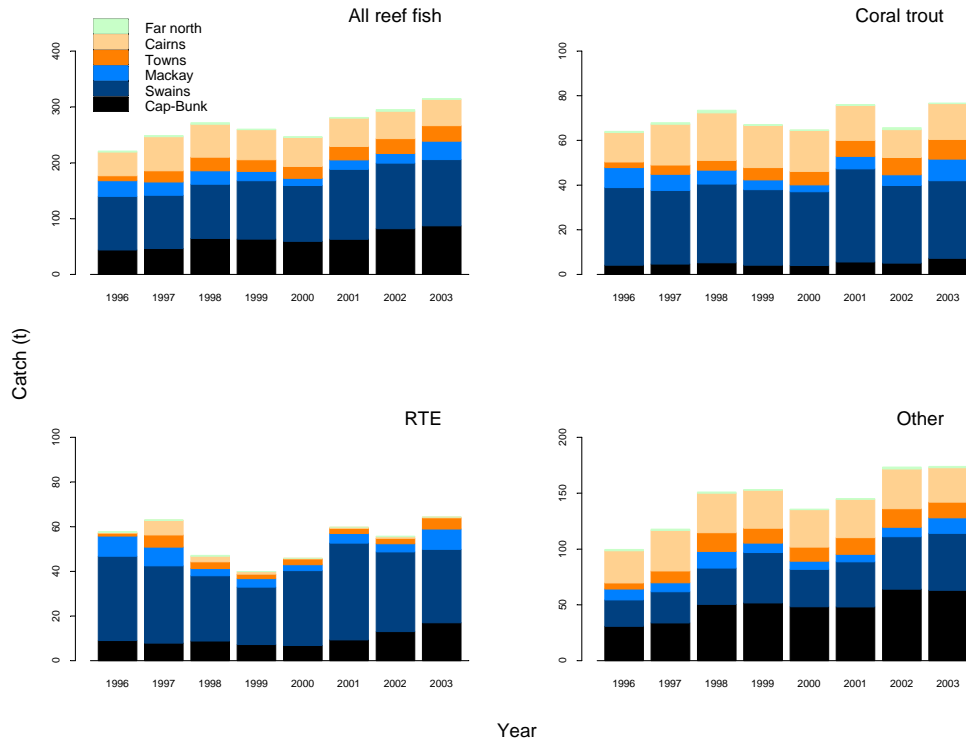 All reef fish
Far north
Cairns
Towns
Mackay
Swains
Cap-Bunk
400
300
200
100
0
1996 1997 1998 1999 2000 2001 2002 2003
Coral trout
100
80
60
40
20
0
1996 1997 1998 1999 2000 2001 2002 2003
Catch (t)
RTE
100
80
60
40
20
0
1996 1997 1998 1999 2000 2001 2002 2003
Other
200
150
100
50
0
1996 1997 1998 1999 2000 2001 2002 2003
Year